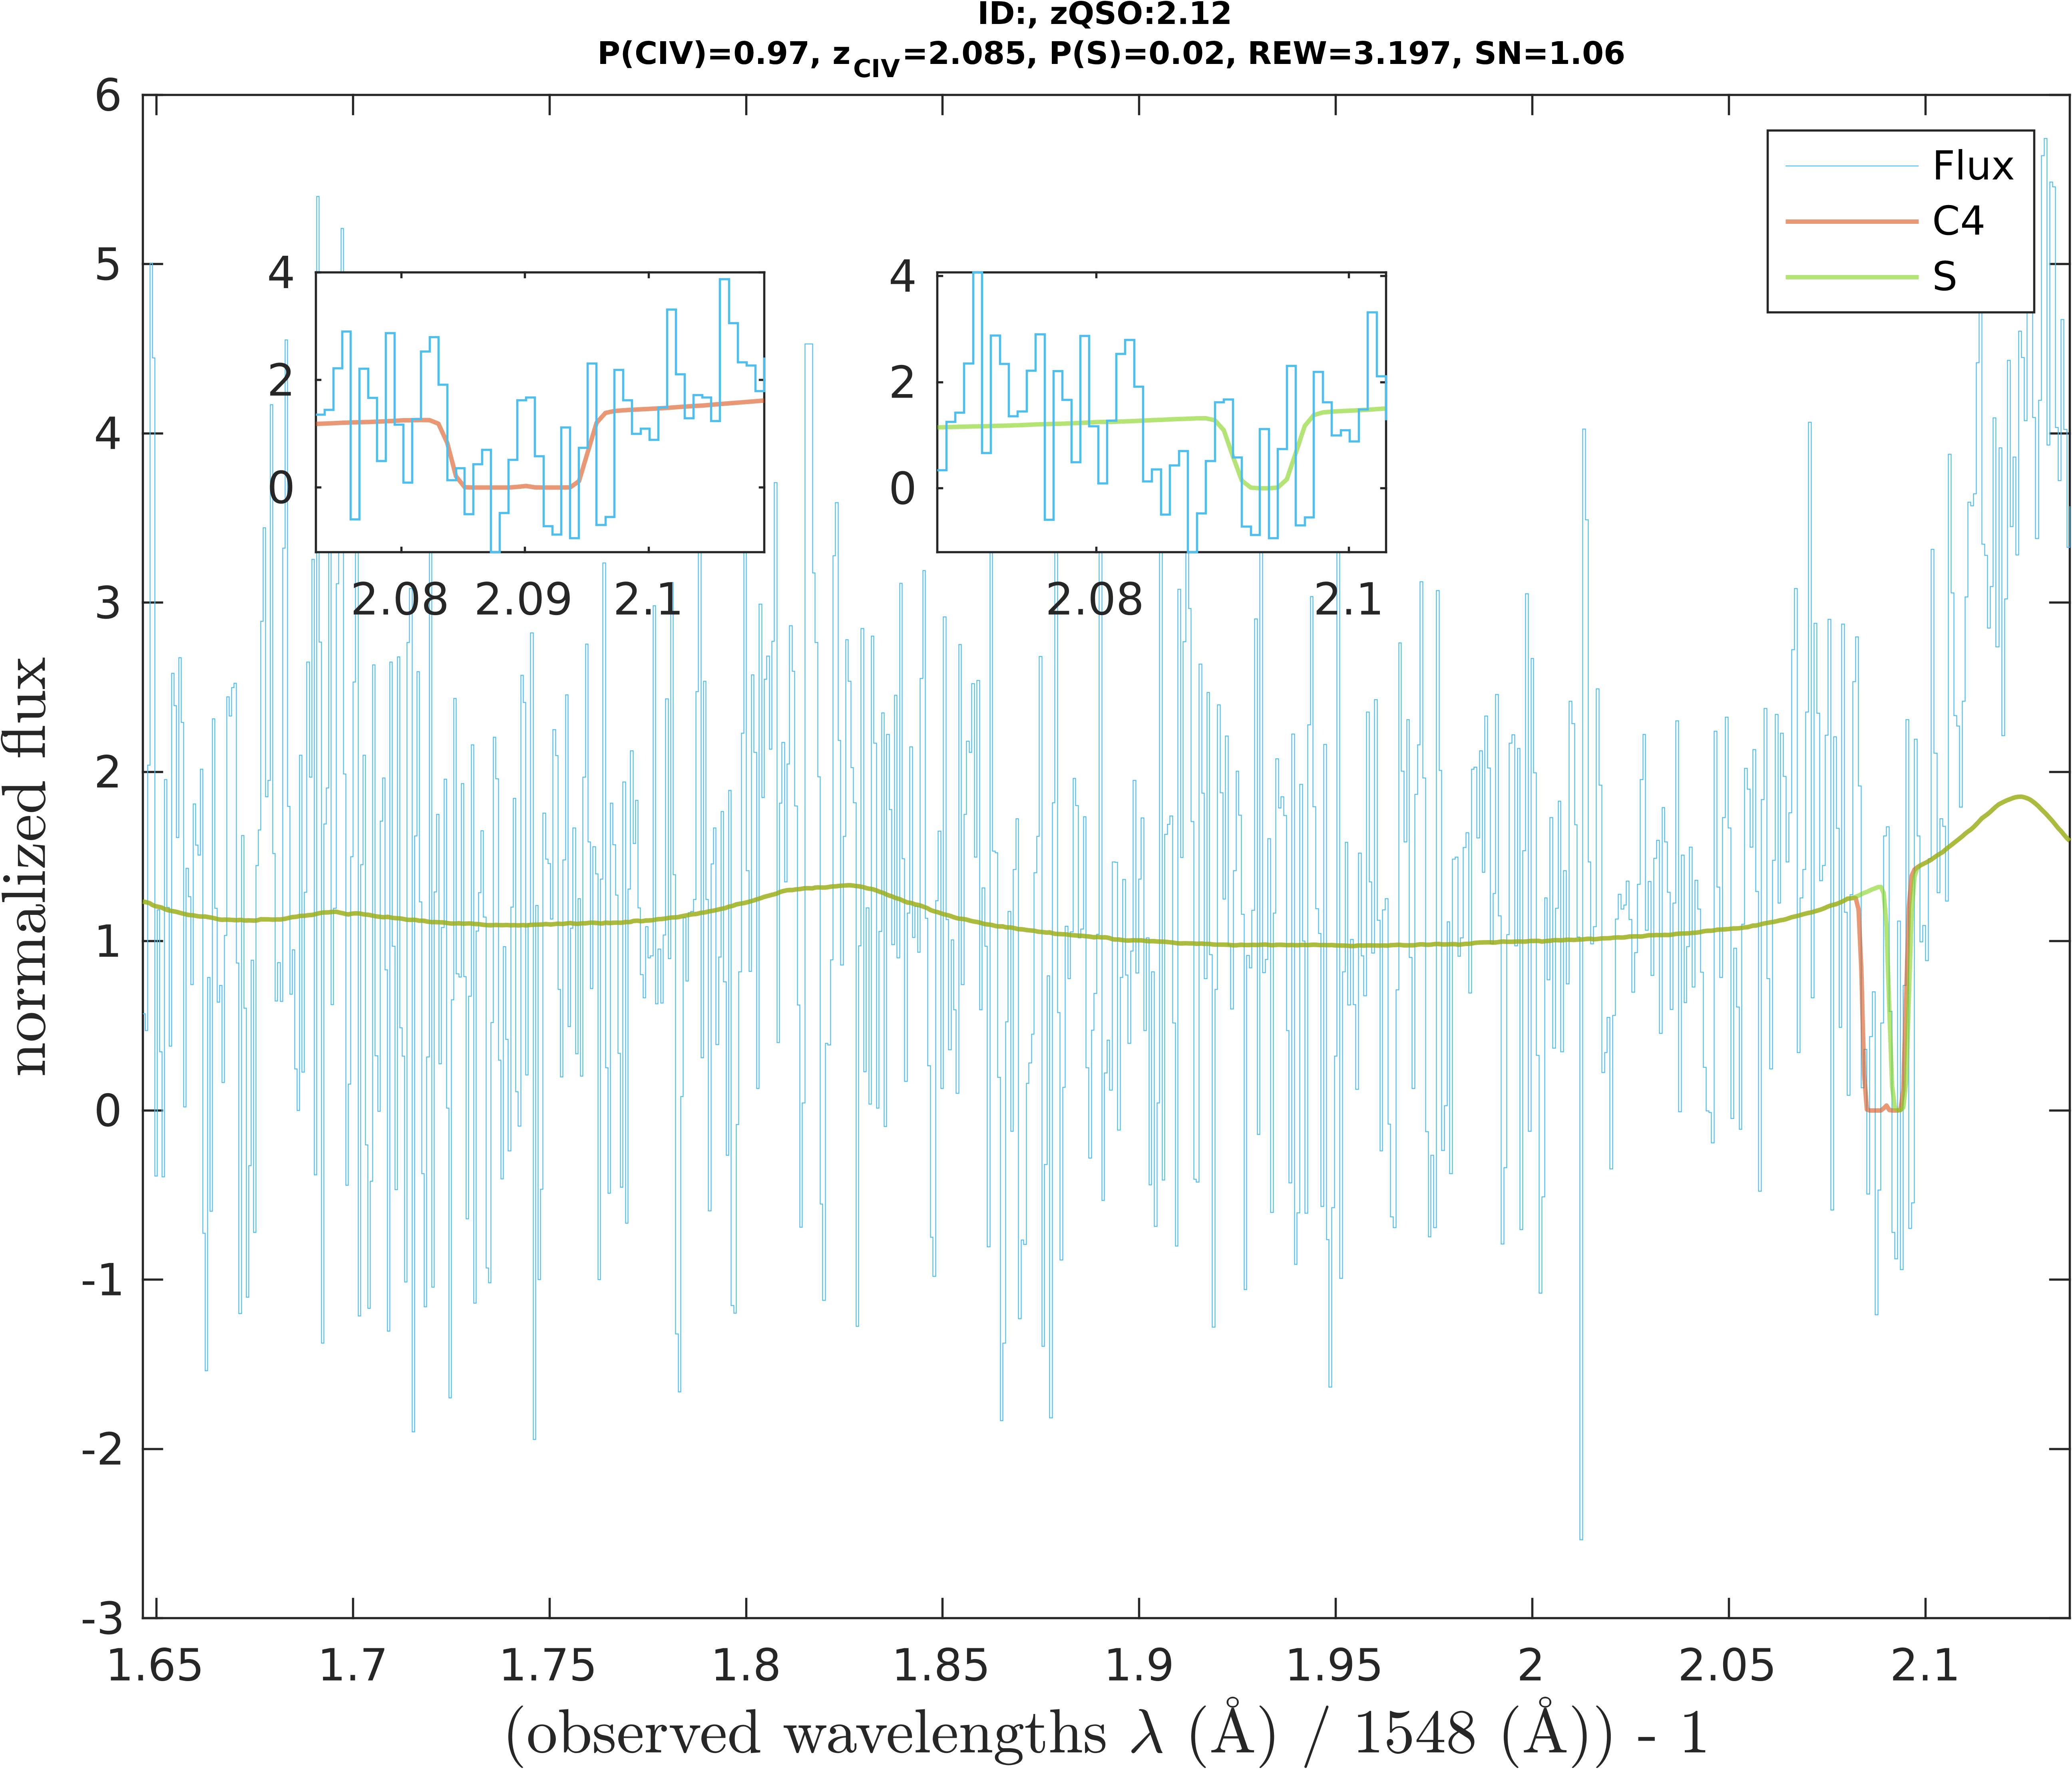 ID:, zQSO:2.12
P(CIV)=0.97, zCIV=2.085, P(S)=0.02, REW=3.197, SN=1.06
6
5
4
3
2
1
0
-1
-2
-3
normalized flux
Flux
C4
S
4
2
0
2.08 2.09 2.1
4
2
0
2.08 2.1
1.65 1.7 1.75 1.8 1.85 1.9 1.95 2 2.05 2.1
(observed wavelengths λ (Å) / 1548 (Å)) - 1